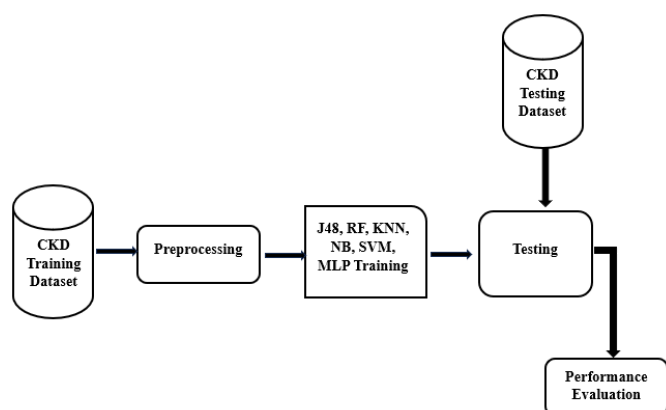 CKD
Testing
Dataset
CKD
Training
Dataset
Preprocessing
J48, RF, KNN,
NB, SVM,
MLP Training
Testing
Performance
Evaluation